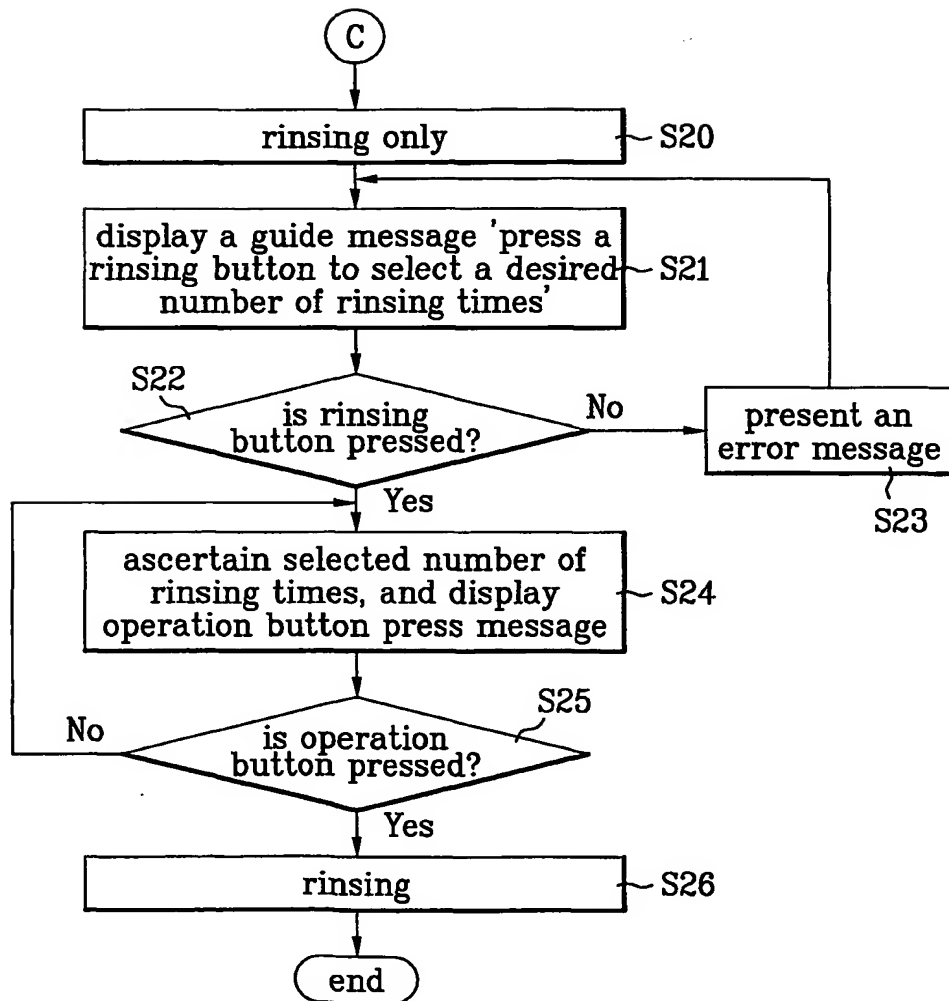 C
rinsing only
S20
display a guide message 'press a
rinsing button to select a desired
number of rinsing times'
S21
S22
is rinsing
button pressed?
No
present an
error message
S23
Yes
ascertain selected number of
rinsing times, and display
operation button press message
S24
S25
No
is operation
button pressed?
Yes
rinsing
S26
end